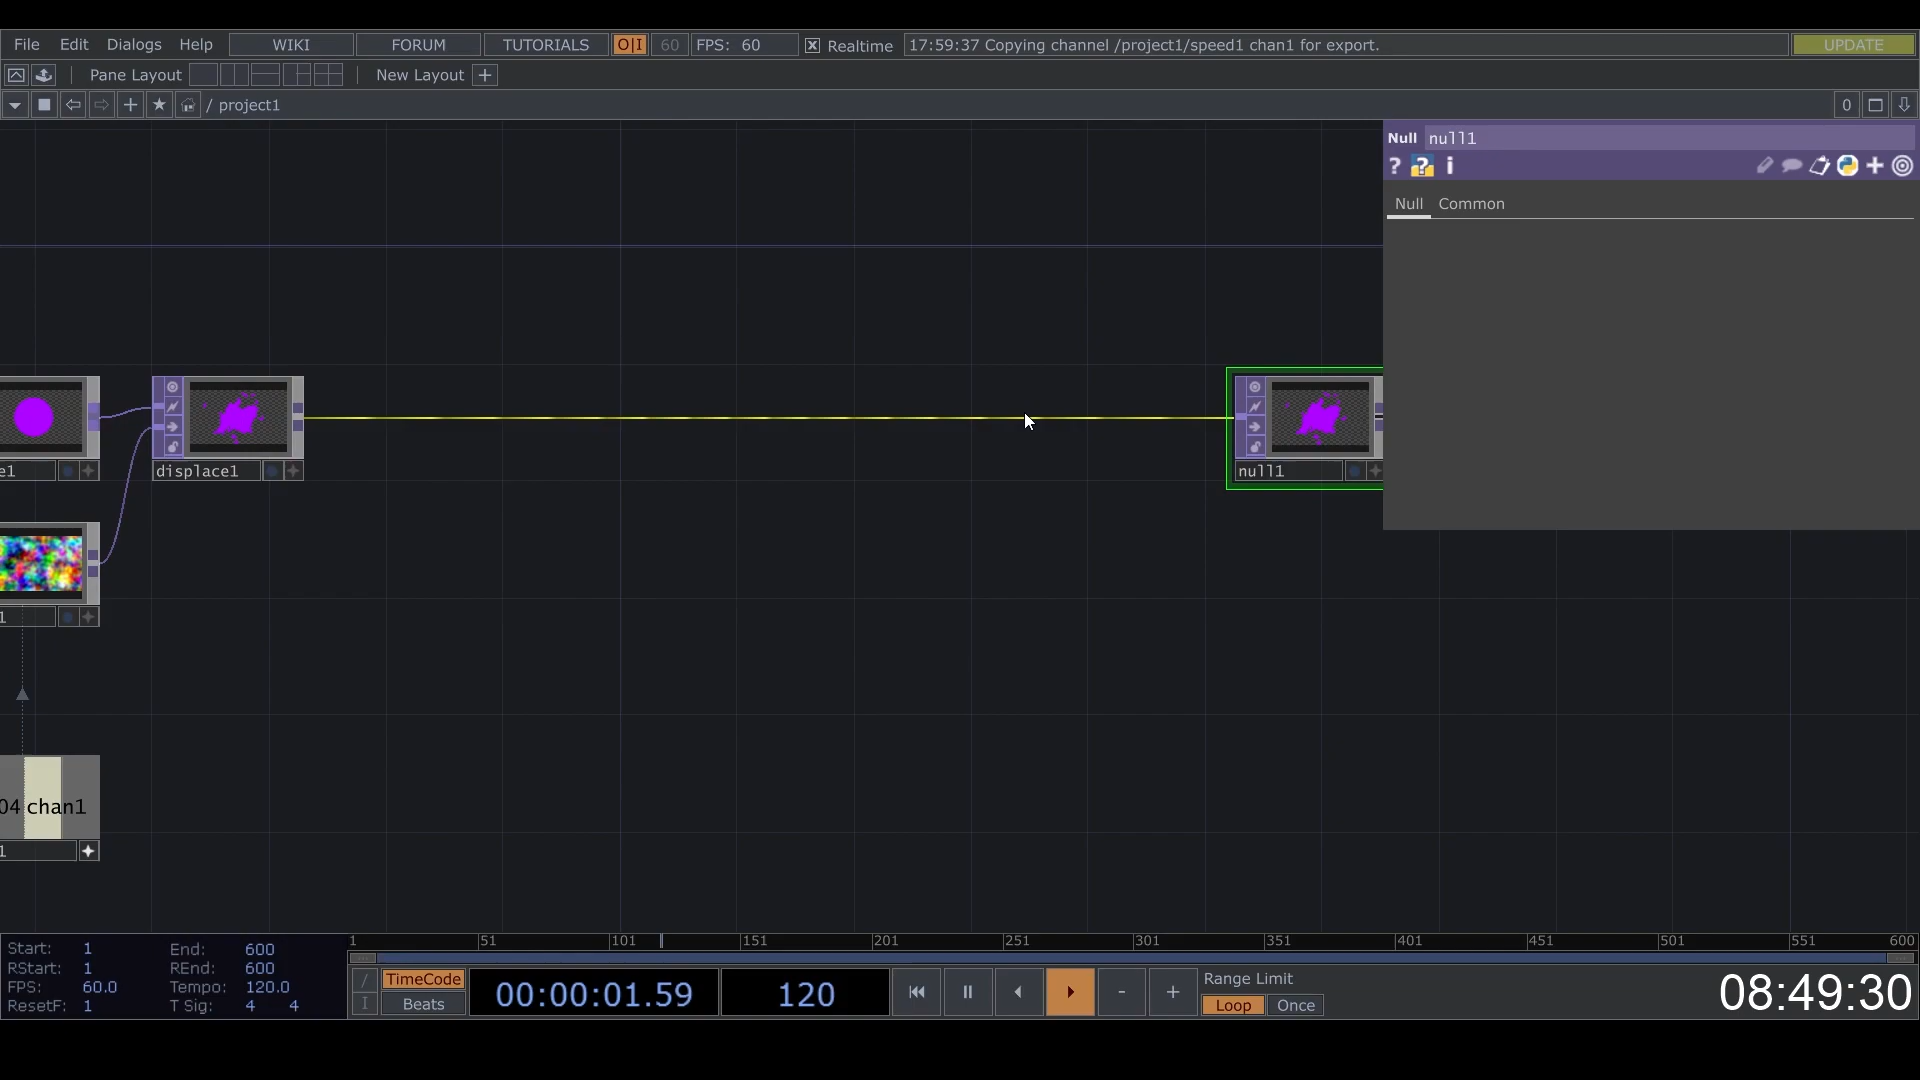 File Edit Dialogs Help WIKI FORUM TUTORIALS O|I 60 FPS: 60 Realtime 17:59:37 Copying channel /project1/speed1 chan1 for export. UPDATE
Pane Layout New Layout +
/ project1 0
Null null1
? ? i
Null Common
e1 displace1 null1
1
04 chan1
1
1 51 101 151 201 251 301 351 401 451 501 551 600
Start: 1 End: 600
RStart: 1 REnd: 600
FPS: 60.0 Tempo: 120.0
ResetF: 1 T Sig: 4 4
/ TimeCode
I Beats
00:00:01.59 120 - +
Range Limit
Loop Once
08:49:30